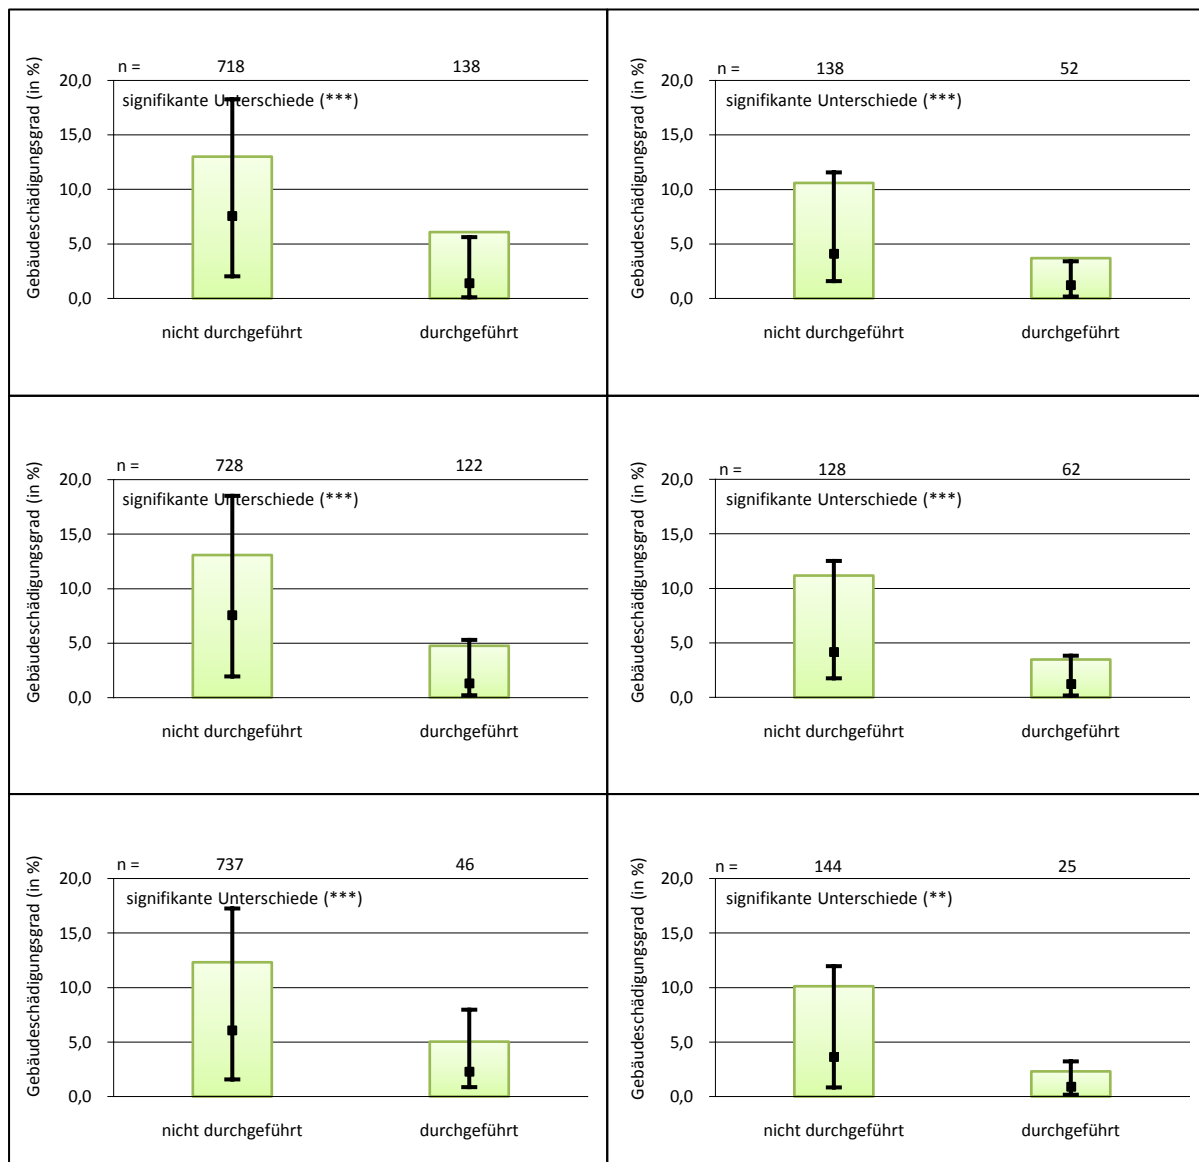 n = 718 138
Gebäudeschädigungsgrad (in %)
20,0
signifikante Unterschiede (***)
15,0
10,0
5,0
0,0
nicht durchgeführt durchgeführt
n = 138 52
Gebäudeschädigungsgrad (in %)
20,0
signifikante Unterschiede (***)
15,0
10,0
5,0
0,0
nicht durchgeführt durchgeführt
n = 728 122
Gebäudeschädigungsgrad (in %)
20,0
signifikante Unterschiede (***)
15,0
10,0
5,0
0,0
nicht durchgeführt durchgeführt
n = 128 62
Gebäudeschädigungsgrad (in %)
20,0
signifikante Unterschiede (***)
15,0
10,0
5,0
0,0
nicht durchgeführt durchgeführt
n = 737 46
Gebäudeschädigungsgrad (in %)
20,0
signifikante Unterschiede (***)
15,0
10,0
5,0
0,0
nicht durchgeführt durchgeführt
n = 144 25
Gebäudeschädigungsgrad (in %)
20,0
signifikante Unterschiede (**)
15,0
10,0
5,0
0,0
nicht durchgeführt durchgeführt